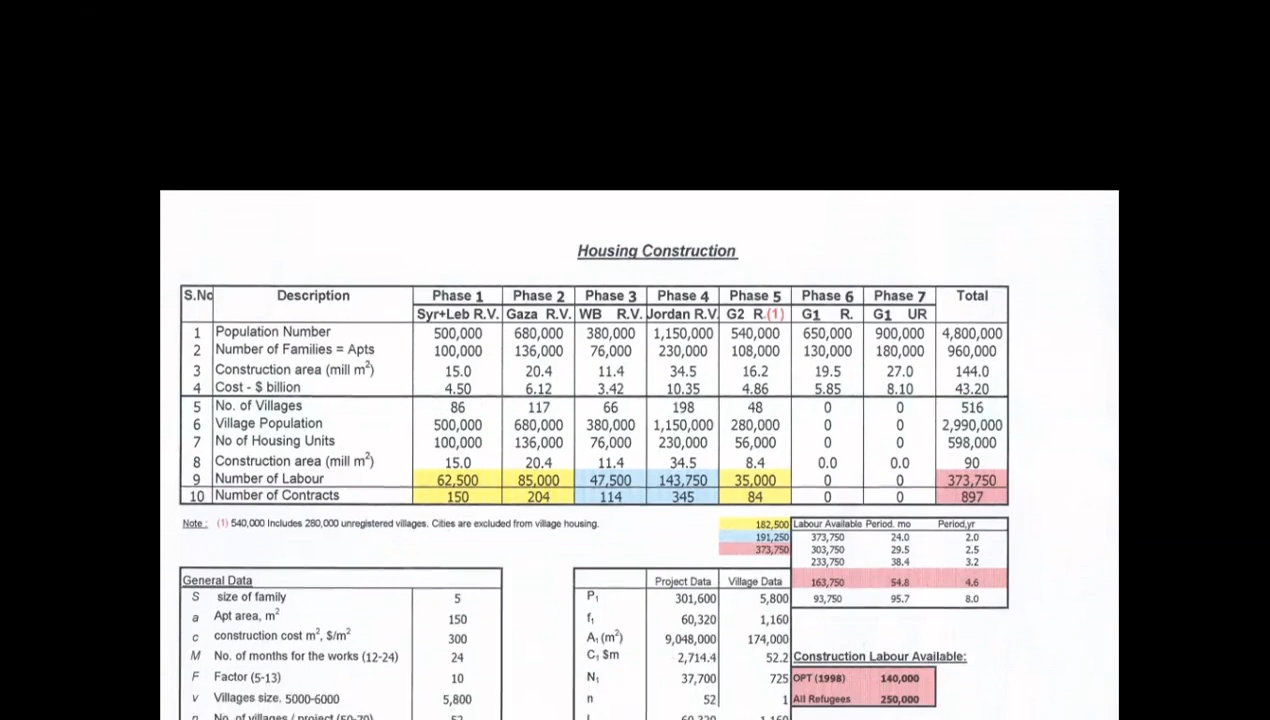 Housing Construction
S.No Description Phase 1 Phase 2 Phase 3 Phase 4 Phase 5 Phase 6 Phase 7 Total
Syr+Leb R.V. Gaza R.V. WB R.V. Jordan R.V. G2 R.(1) G1 R. G1 UR
1 Population Number 500,000 680,000 380,000 1,150,000 540,000 650,000 900,000 4,800,000
2 Number of Families = Apts 100,000 136,000 76,000 230,000 108,000 130,000 180,000 960,000
3 Construction area (mill m²) 15.0 20.4 11.4 34.5 16.2 19.5 27.0 144.0
4 Cost - $ billion 4.50 6.12 3.42 10.35 4.86 5.85 8.10 43.20
5 No. of Villages 86 117 66 198 48 0 0 516
6 Village Population 500,000 680,000 380,000 1,150,000 280,000 0 0 2,990,000
7 No of Housing Units 100,000 136,000 76,000 230,000 56,000 0 0 598,000
8 Construction area (mill m²) 15.0 20.4 11.4 34.5 8.4 0.0 0.0 90
9 Number of Labour 62,500 85,000 47,500 143,750 35,000 0 0 373,750
10 Number of Contracts 150 204 114 345 84 0 0 897
Note : (1) 540,000 Includes 280,000 unregistered villages. Cities are excluded from village housing.
182,500
191,250
373,750
Labour Available Period. mo Period,yr
373,750 24.0 2.0
303,750 29.5 2.5
233,750 38.4 3.2
163,750 54.8 4.6
93,750 95.7 8.0
General Data
S size of family 5
a Apt area, m² 150
c construction cost m², $/m² 300
M No. of months for the works (12-24) 24
F Factor (5-13) 10
v Villages size. 5000-6000 5,800
n No. of villages / project (50-70) 52
Project Data Village Data
P₁ 301,600 5,800
f₁ 60,320 1,160
A₁ (m²) 9,048,000 174,000
C₁ $m 2,714.4 52.2
N₁ 37,700 725
n 52 1
60,320 1,160
Construction Labour Available:
OPT (1998) 140,000
All Refugees 250,000